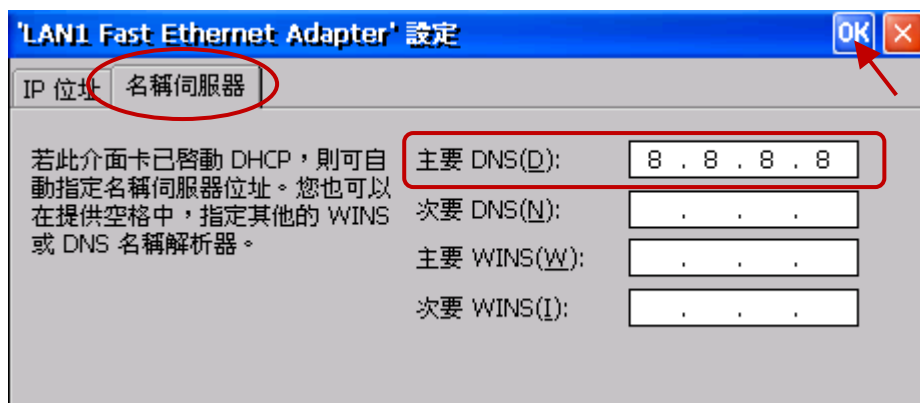 'LAN1 Fast Ethernet Adapter' 設定 OK ×
IP 位址 名稱伺服器
若此介面卡已啓動 DHCP，則可自
動指定名稱伺服器位址。您也可以
在提供空格中，指定其他的 WINS
或 DNS 名稱解析器。
主要 DNS(D): 8 . 8 . 8 . 8
次要 DNS(N): . . .
主要 WINS(W): . . .
次要 WINS(I): . . .